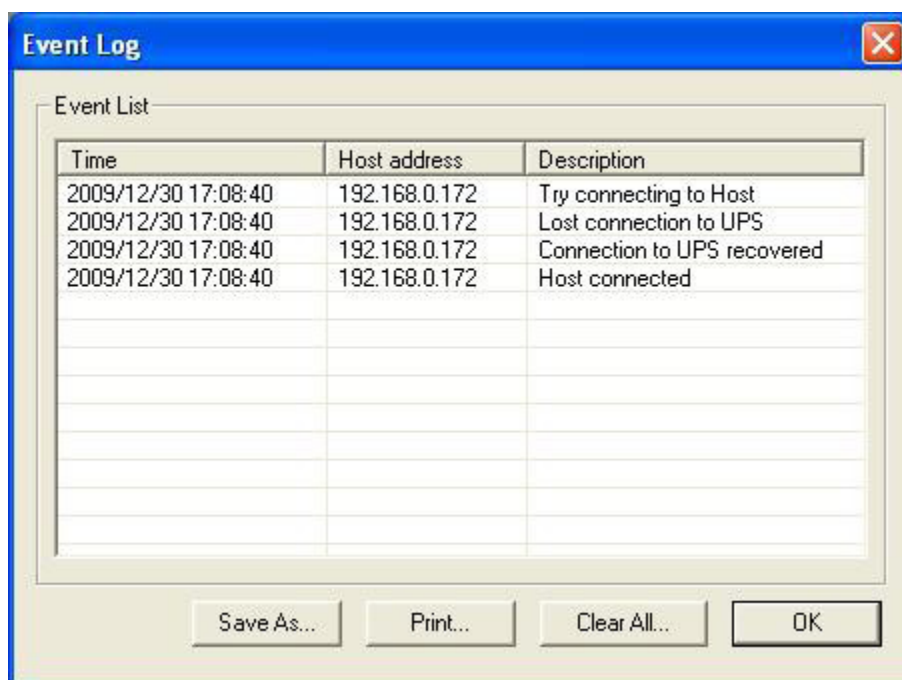 Event Log
Event List
Time Host address Description
2009/12/30 17:08:40 192.168.0.172 Try connecting to Host
2009/12/30 17:08:40 192.168.0.172 Lost connection to UPS
2009/12/30 17:08:40 192.168.0.172 Connection to UPS recovered
2009/12/30 17:08:40 192.168.0.172 Host connected
Save As... Print... Clear All... OK